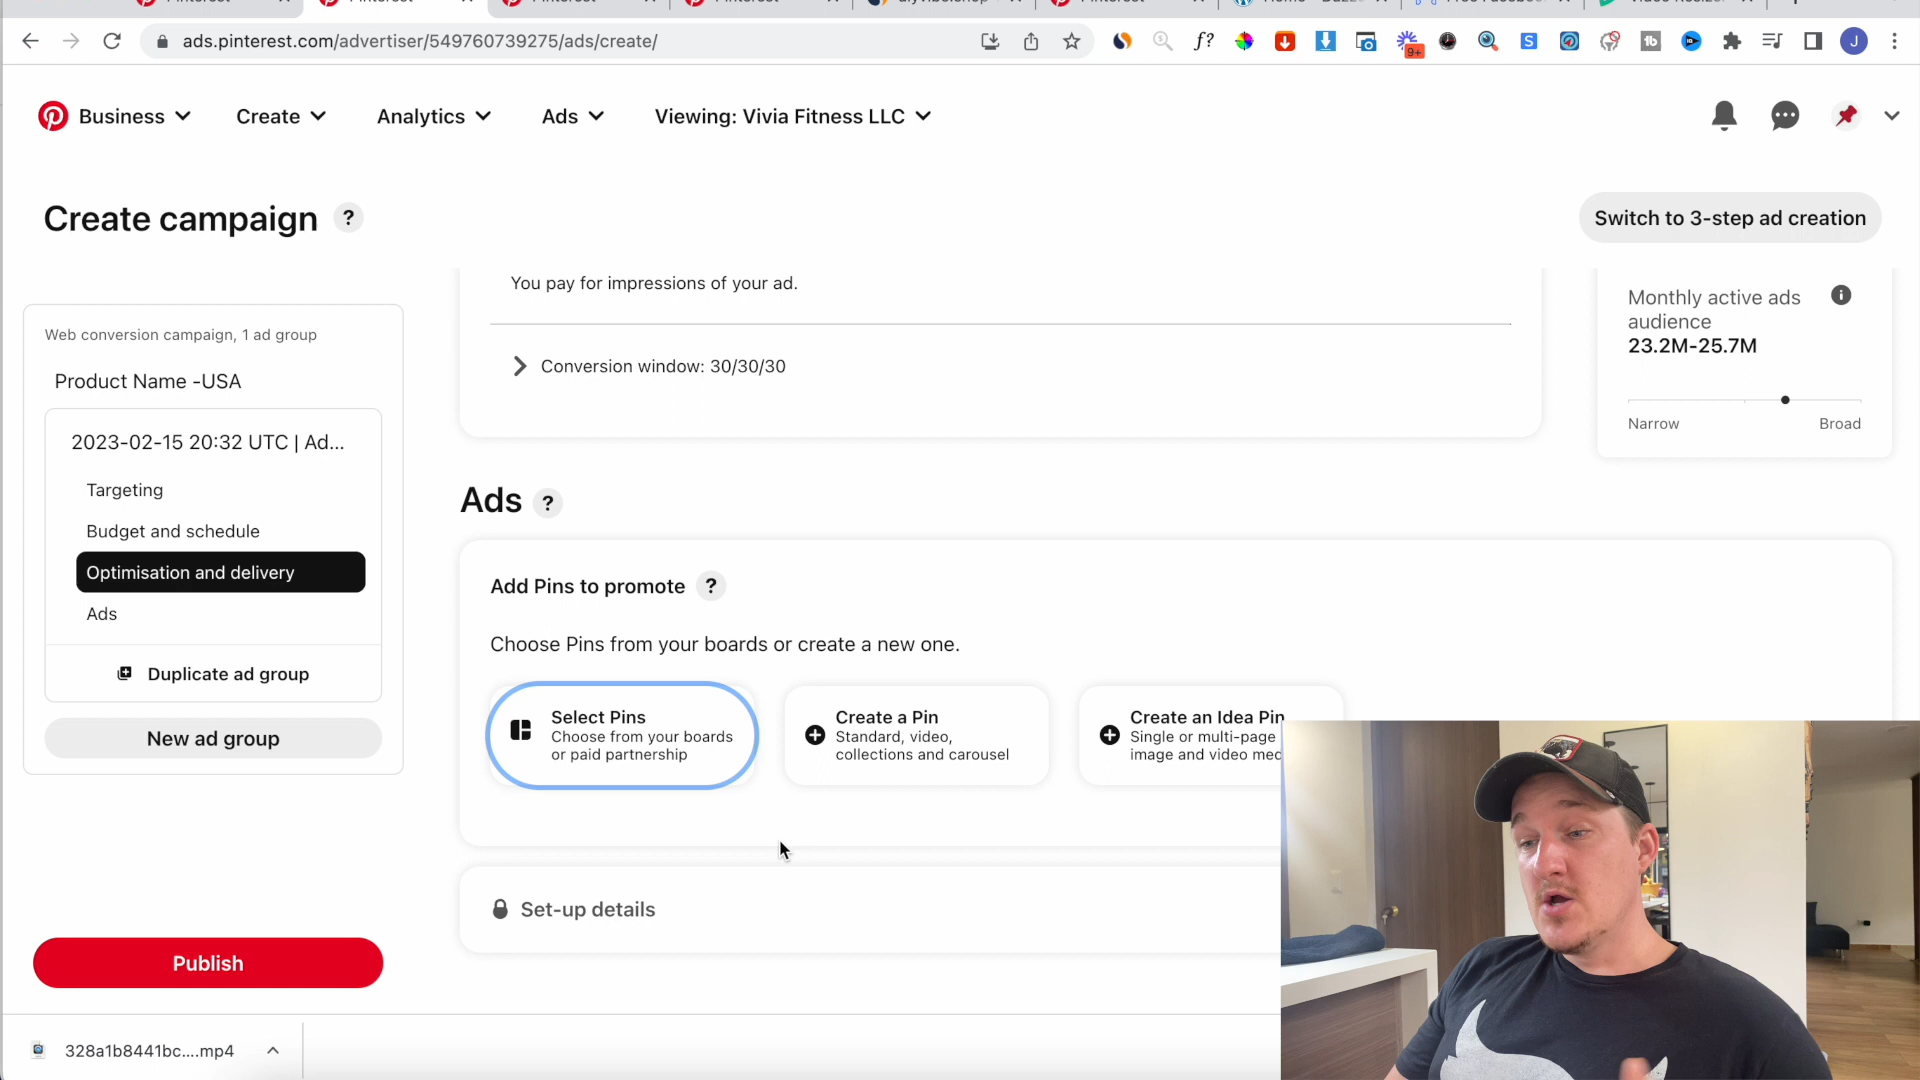 ads.pinterest.com/advertiser/549760739275/ads/create/
f?
9+
S
tb
J
Business
Create
Analytics
Ads
Viewing: Vivia Fitness LLC
Create campaign ?
Switch to 3-step ad creation
Web conversion campaign, 1 ad group
Product Name -USA
2023-02-15 20:32 UTC | Ad...
Targeting
Budget and schedule
Optimisation and delivery
Ads
Duplicate ad group
New ad group
Publish
You pay for impressions of your ad.
Conversion window: 30/30/30
Monthly active ads
audience
23.2M-25.7M
Narrow
Broad
Ads ?
Add Pins to promote ?
Choose Pins from your boards or create a new one.
Select Pins
Choose from your boards
or paid partnership
Create a Pin
Standard, video,
collections and carousel
Create an Idea Pin
Single or multi-page
image and video
Set-up details
328a1b8441bc....mp4